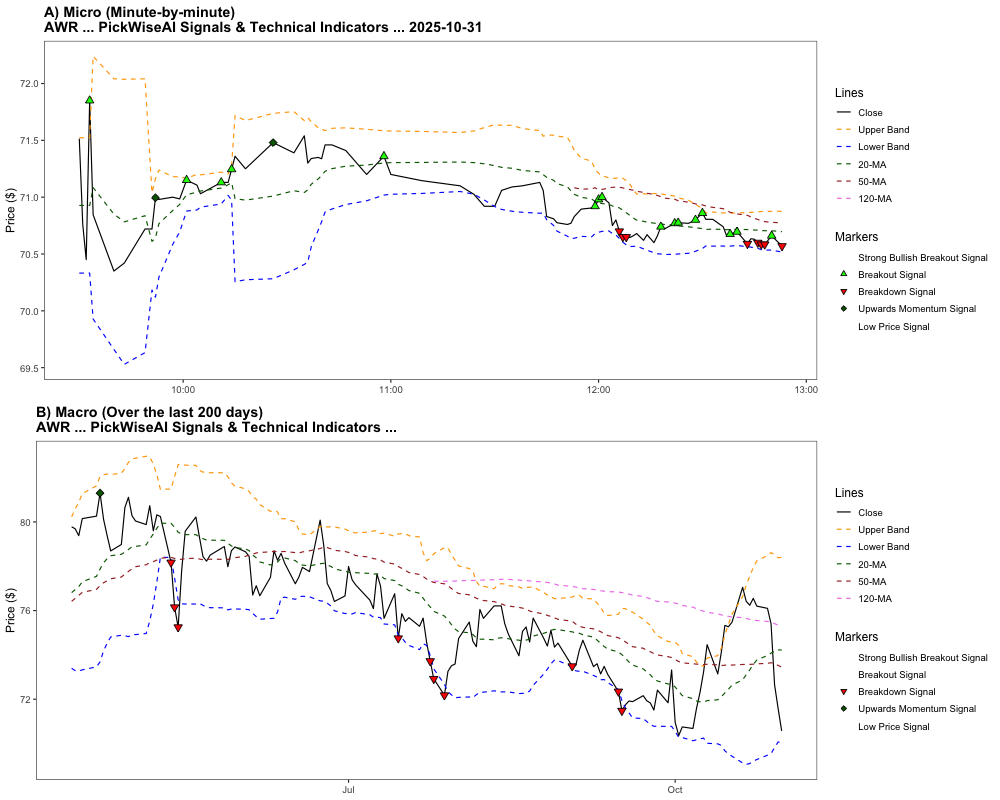 A) Micro (Minute-by-minute)
AWR ... PickWiseAI Signals & Technical Indicators ... 2025-10-31
Price ($)
72.0
71.5
71.0
70.5
70.0
69.5
10:00
11:00
12:00
13:00
Lines
Close
Upper Band
Lower Band
20-MA
50-MA
120-MA
Markers
Strong Bullish Breakout Signal
Breakout Signal
Breakdown Signal
Upwards Momentum Signal
Low Price Signal
B) Macro (Over the last 200 days)
AWR ... PickWiseAI Signals & Technical Indicators ...
Price ($)
80
76
72
Jul
Oct
Lines
Close
Upper Band
Lower Band
20-MA
50-MA
120-MA
Markers
Strong Bullish Breakout Signal
Breakout Signal
Breakdown Signal
Upwards Momentum Signal
Low Price Signal